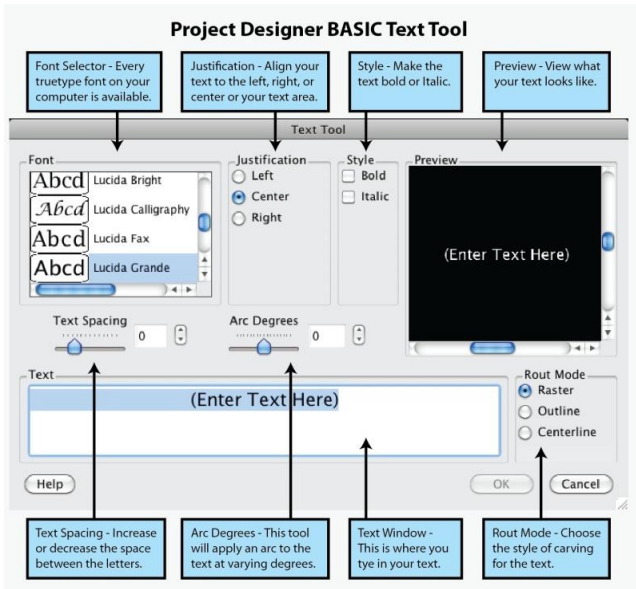 Project Designer BASIC Text Tool
Font Selector - Every
truetype font on your
computer is available.
Justification - Align your
text to the left, right, or
center or your text area.
Style - Make the
text bold or Italic.
Preview - View what
your text looks like.
Text Tool
Font
Abcd Lucida Bright
Abcd Lucida Calligraphy
Abcd Lucida Fax
Abcd Lucida Grande
Justification
Left
Center
Right
Style
Bold
Italic
Preview
(Enter Text Here)
Text Spacing
0
Arc Degrees
0
Text
(Enter Text Here)
Rout Mode
Raster
Outline
Centerline
Help
OK
Cancel
Text Spacing - Increase
or decrease the space
between the letters.
Arc Degrees - This tool
will apply an arc to the
text at varying degrees.
Text Window -
This is where you
tye in your text.
Rout Mode - Choose
the style of carving
for the text.